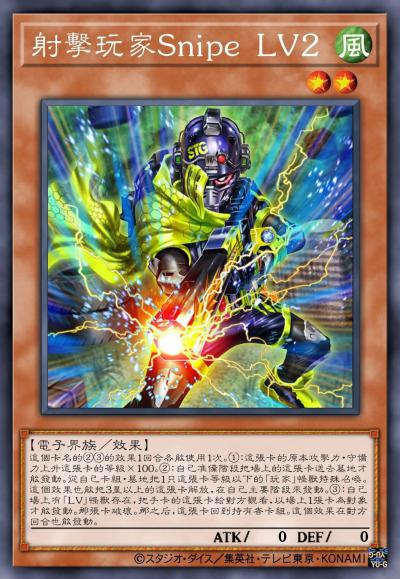 射擊玩家Snipe LV2
風
STG
【電子界族／效果】
這個卡名的②③的效果1回合各能使用1次。①：這張卡的原本攻擊力·守備
力上升這張卡的等級×100。②：自己準備階段把場上的這張卡送去墓地才
能發動。從自己卡組·墓地把1只這張卡等級以下的「玩家」怪獸特殊召喚。
這個效果也能把3星以上的這張卡解放，在自己主要階段來發動。③：自己場
上有「LV」怪獸存在，把手卡的這張卡給對方觀看，以場上1張卡為對象
才能發動。那張卡破壞。那之後，這張卡回到持有者卡組。這個效果在對方
回合也能發動。
ATK/ 0 DEF/ 0
©スタジオ・ダイス／集英社・テレビ東京・KONAMI